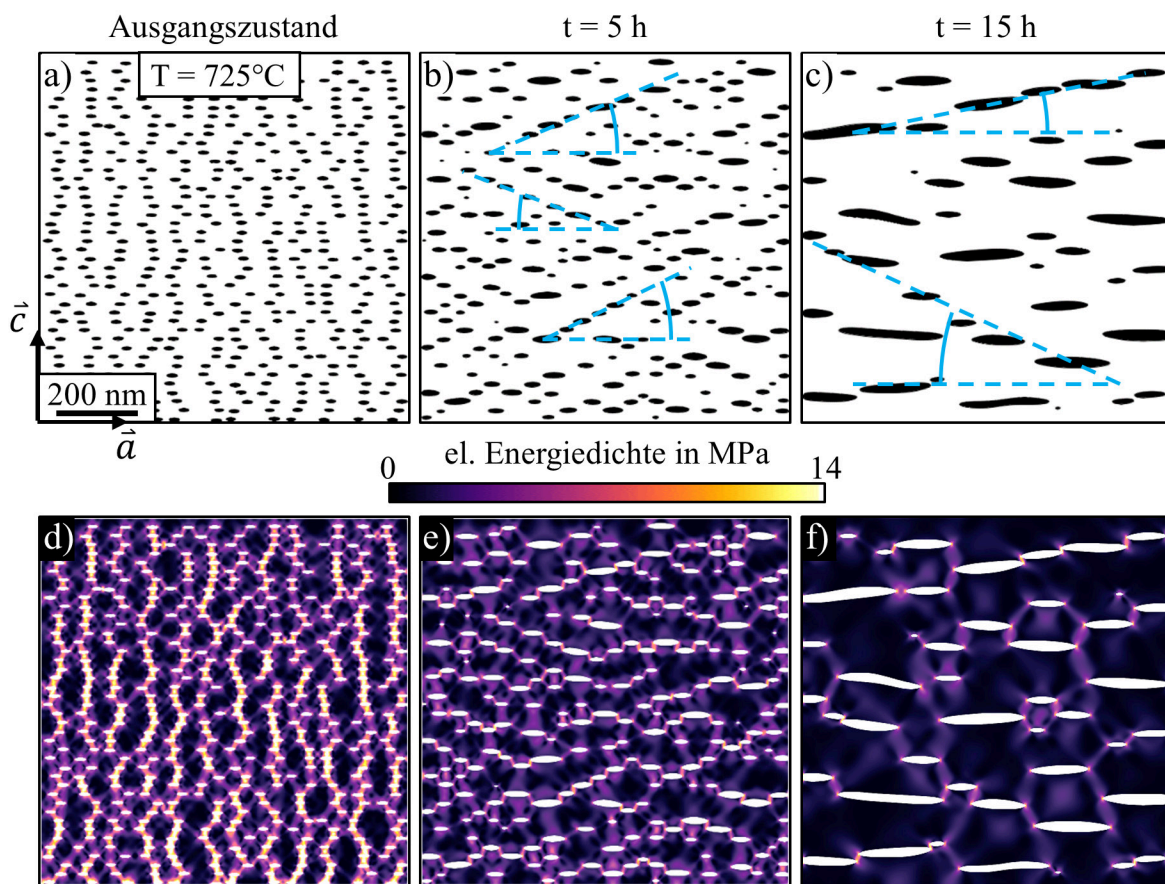 Ausgangszustand
t = 5 h
t = 15 h
a)
T = 725°C
b)
c)
c
200 nm
a
el. Energiedichte in MPa
0
14
d)
e)
f)